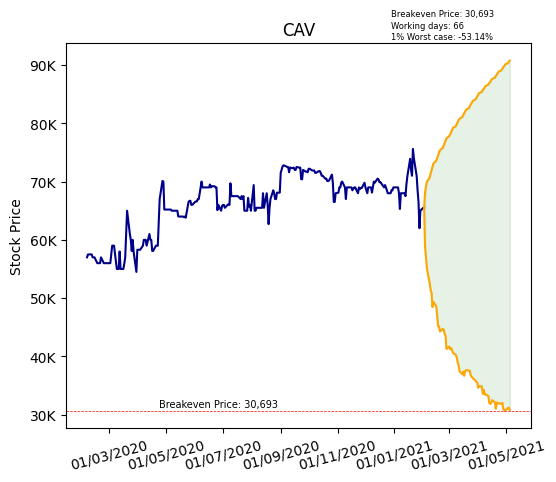 Breakeven Price: 30,693
Working days: 66
1% Worst case: -53.14%
CAV
90K
80K
70K
60K
50K
40K
30K
Stock Price
Breakeven Price: 30,693
01/03/2020
01/05/2020
01/07/2020
01/09/2020
01/11/2020
01/01/2021
01/03/2021
01/05/2021